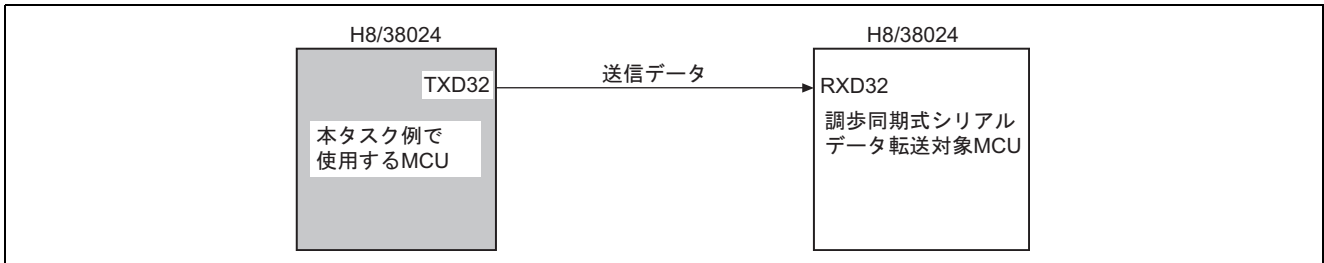 H8/38024
H8/38024
TXD32
送信データ
RXD32
本タスク例で
使用するMCU
調歩同期式シリアル
データ転送対象MCU